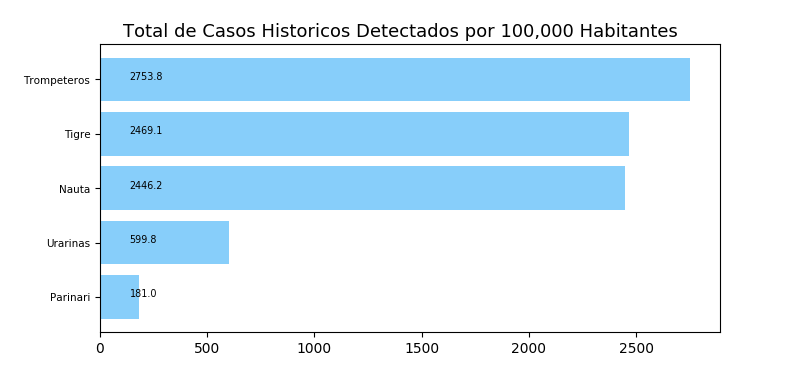 Total de Casos Historicos Detectados por 100,000 Habitantes
Trompeteros 2753.8
Tigre 2469.1
Nauta 2446.2
Urarinas 599.8
Parinari 181.0
0 500 1000 1500 2000 2500